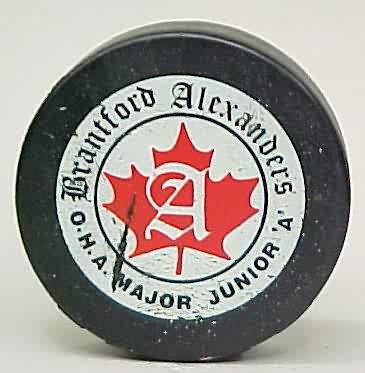 Brantford Alexanders
A
O.H.A. MAJOR JUNIOR 'A'